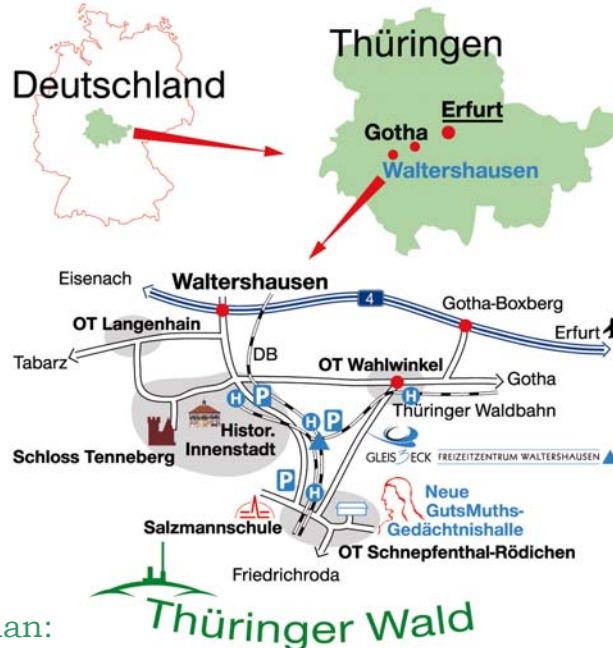 Deutschland
Thüringen
Erfurt
Gotha
Waltershausen
Eisenach
Waltershausen
4
Gotha-Boxberg
OT Langenhain
Erfurt
Tabarz
DB
OT Wahlwinkel
Gotha
H
P
H
P
H
Thüringer Waldbahn
Histor.
Innenstadt
Schloss Tenneberg
GLEIS3ECK FREIZEITZENTRUM WALTERSHAUSEN
P
H
Neue
GutsMuths-
Gedächtnishalle
Salzmannschule
OT Schnepfenthal-Rödichen
Friedrichroda
Thüringer Wald